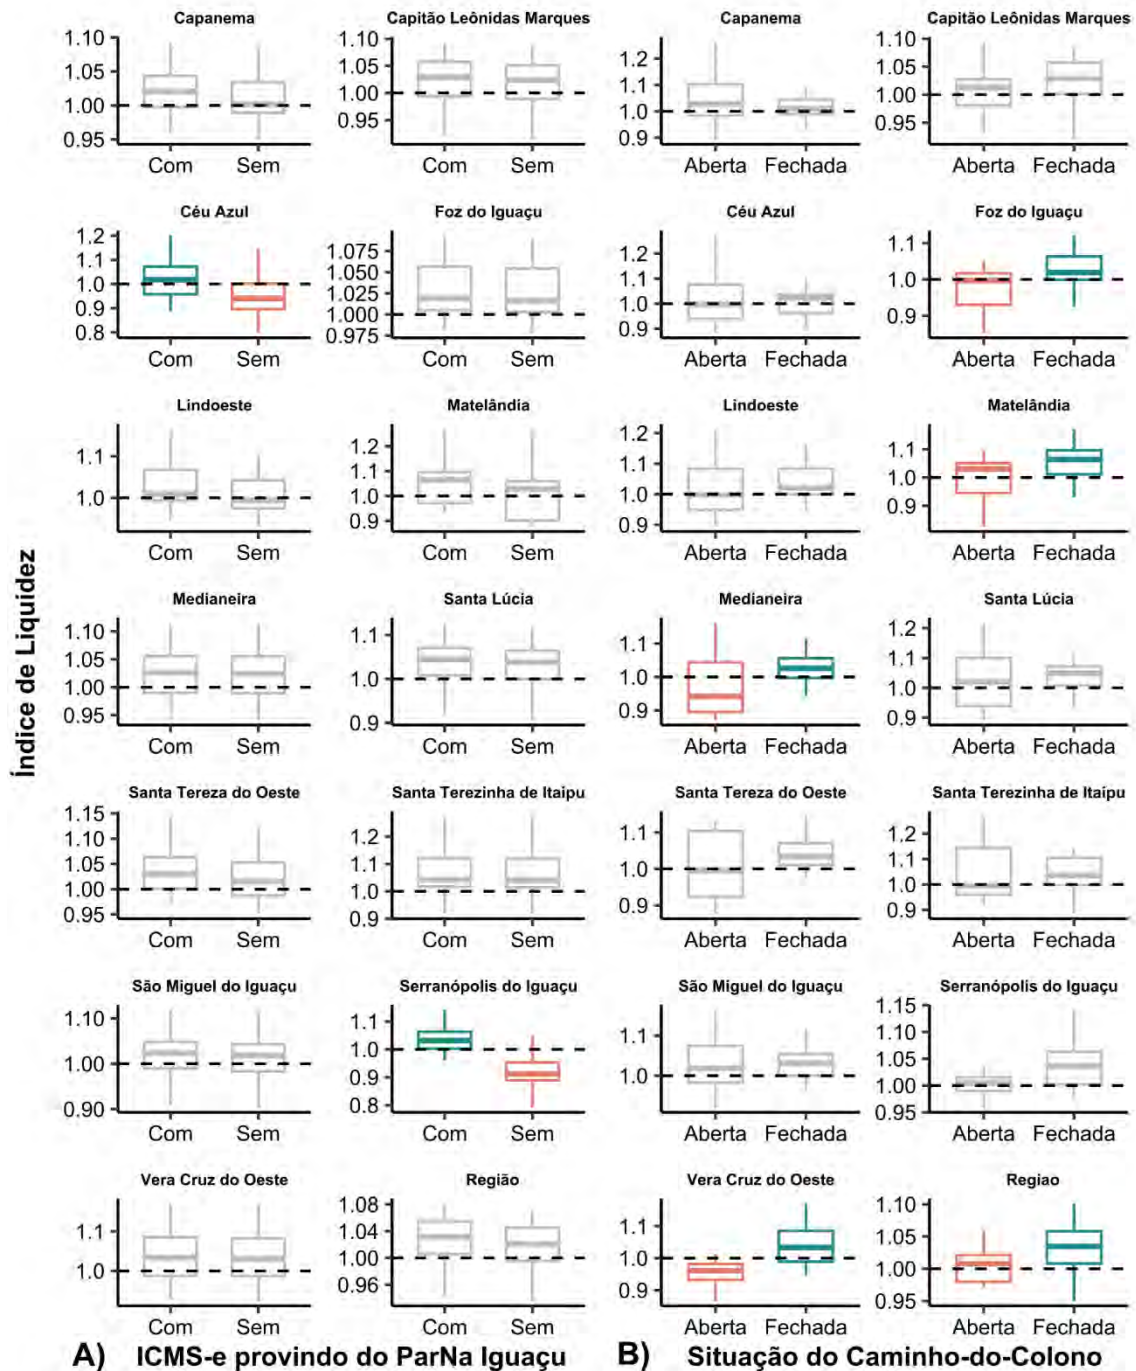 Capanema Capitão Leônidas Marques Capanema Capitão Leônidas Marques
1.10 1.05 1.00 0.95 1.10 1.05 1.00 0.95 1.2 1.1 1.0 0.9 1.10 1.05 1.00 0.95
Com Sem Com Sem Aberta Fechada Aberta Fechada
Céu Azul Foz do Iguaçu Céu Azul Foz do Iguaçu
1.2 1.1 1.0 0.9 0.8 1.075 1.050 1.025 1.000 0.975 1.2 1.1 1.0 0.9 1.1 1.0 0.9
Com Sem Com Sem Aberta Fechada Aberta Fechada
Lindoeste Matelândia Lindoeste Matelândia
1.1 1.0 1.2 1.1 1.0 0.9 1.2 1.1 1.0 0.9 1.1 1.0 0.9
Com Sem Com Sem Aberta Fechada Aberta Fechada
Índice de Liquidez
Medianeira Santa Lúcia Medianeira Santa Lúcia
1.10 1.05 1.00 0.95 1.1 1.0 0.9 1.1 1.0 0.9 1.2 1.1 1.0 0.9
Com Sem Com Sem Aberta Fechada Aberta Fechada
Santa Tereza do Oeste Santa Terezinha de Itaipu Santa Tereza do Oeste Santa Terezinha de Itaipu
1.15 1.10 1.05 1.00 0.95 1.2 1.1 1.0 0.9 1.1 1.0 0.9 1.2 1.1 1.0 0.9
Com Sem Com Sem Aberta Fechada Aberta Fechada
São Miguel do Iguaçu Serranópolis do Iguaçu São Miguel do Iguaçu Serranópolis do Iguaçu
1.10 1.00 0.90 1.1 1.0 0.9 0.8 1.1 1.0 1.15 1.10 1.05 1.00 0.95
Com Sem Com Sem Aberta Fechada Aberta Fechada
Vera Cruz do Oeste Região Vera Cruz do Oeste Regiao
1.1 1.0 1.08 1.04 1.00 0.96 1.1 1.0 0.9 1.10 1.05 1.00 0.95
Com Sem Com Sem Aberta Fechada Aberta Fechada
A) ICMS-e provindo do ParNa Iguaçu B) Situação do Caminho-do-Colono